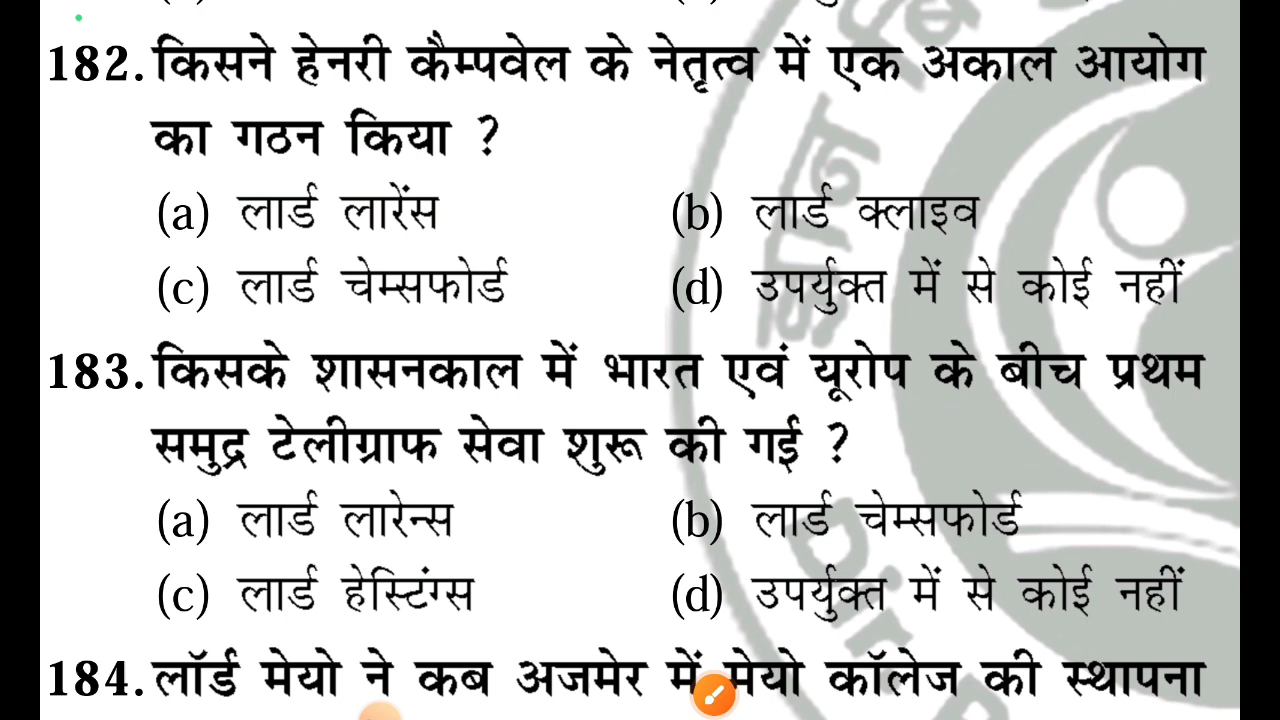 182. किसने हेनरी कैम्पवेल के नेतृत्व में एक अकाल आयोग
का गठन किया ?
(a) लार्ड लारेंस (b) लार्ड क्लाइव
(c) लार्ड चेम्सफोर्ड (d) उपर्युक्त में से कोई नहीं
183. किसके शासनकाल में भारत एवं यूरोप के बीच प्रथम
समुद्र टेलीग्राफ सेवा शुरू की गई ?
(a) लार्ड लारेन्स (b) लार्ड चेम्सफोर्ड
(c) लार्ड हेस्टिंग्स (d) उपर्युक्त में से कोई नहीं
184. लॉर्ड मेयो ने कब अजमेर में मेयो कॉलेज की स्थापना